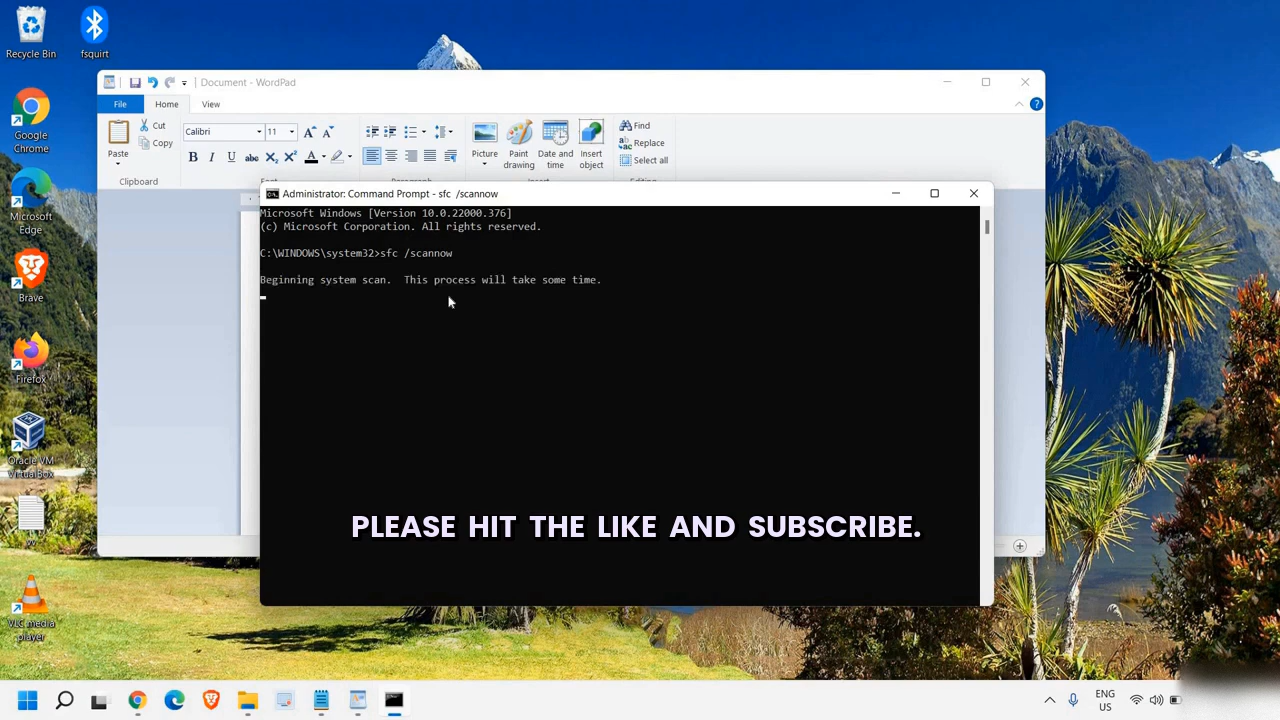 Recycle Bin
fsquirt
Google
Chrome
Microsoft
Edge
Brave
Firefox
Oracle VM
VirtualBox
VLC media
player
Document - WordPad
File
Home
View
Paste
Cut
Copy
Clipboard
Calibri
11
B I U abc X₂ X² A
Picture
Paint
drawing
Date and
time
Insert
object
Find
Replace
Select all
Administrator: Command Prompt - sfc /scannow
Microsoft Windows [Version 10.0.22000.376]
(c) Microsoft Corporation. All rights reserved.
C:\WINDOWS\system32>sfc /scannow
Beginning system scan. This process will take some time.
PLEASE HIT THE LIKE AND SUBSCRIBE.
ENG
US